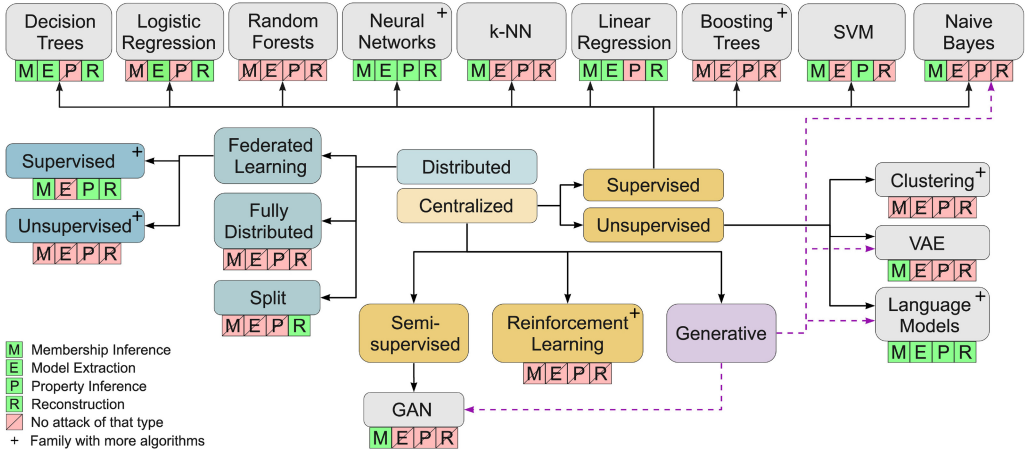 Decision
Trees
M E P R
Logistic
Regression
M E P R
Random
Forests
M E P R
Neural +
Networks
M E P R
k-NN
M E P R
Linear
Regression
M E P R
Boosting +
Trees
M E P R
SVM
M E P R
Naive
Bayes
M E P R
Supervised +
M E P R
Unsupervised +
M E P R
Federated
Learning
Fully
Distributed
M E P R
Split
M E P R
Distributed
Centralized
Supervised
Unsupervised
Clustering +
M E P R
VAE
M E P R
Language +
Models
M E P R
Semi-
supervised
Reinforcement +
Learning
M E P R
Generative
GAN
M E P R
M Membership Inference
E Model Extraction
P Property Inference
R Reconstruction
No attack of that type
+ Family with more algorithms